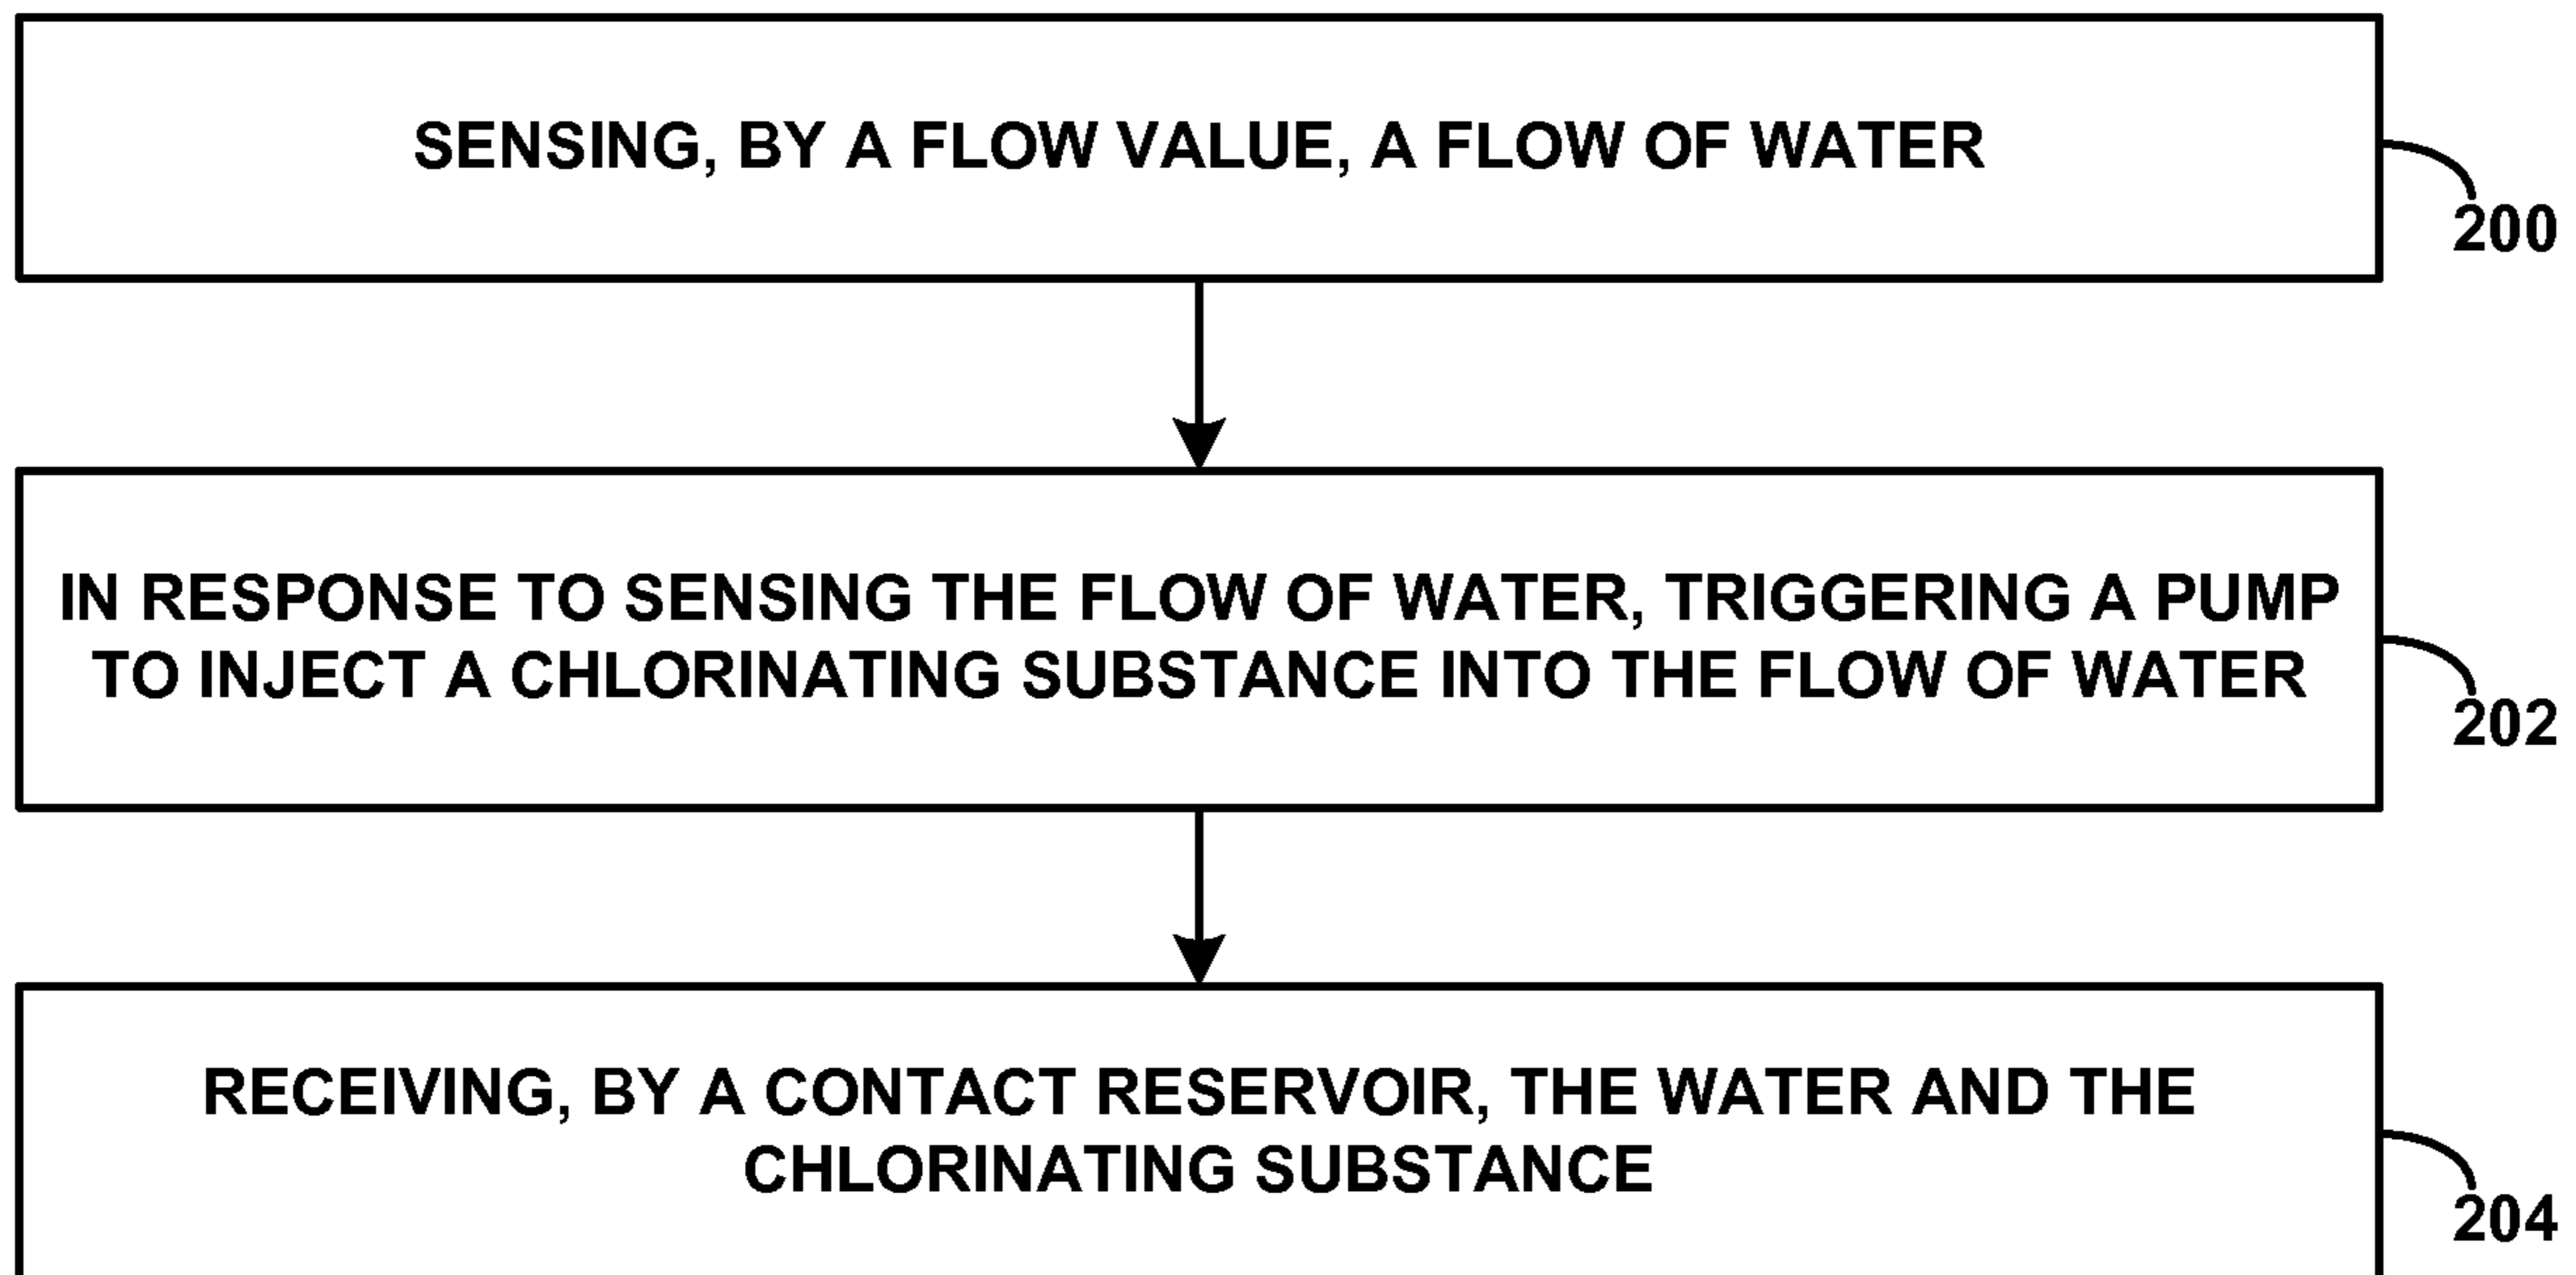 SENSING, BY A FLOW VALUE, A FLOW OF WATER
200
IN RESPONSE TO SENSING THE FLOW OF WATER, TRIGGERING A PUMP
TO INJECT A CHLORINATING SUBSTANCE INTO THE FLOW OF WATER
202
RECEIVING, BY A CONTACT RESERVOIR, THE WATER AND THE
CHLORINATING SUBSTANCE
204